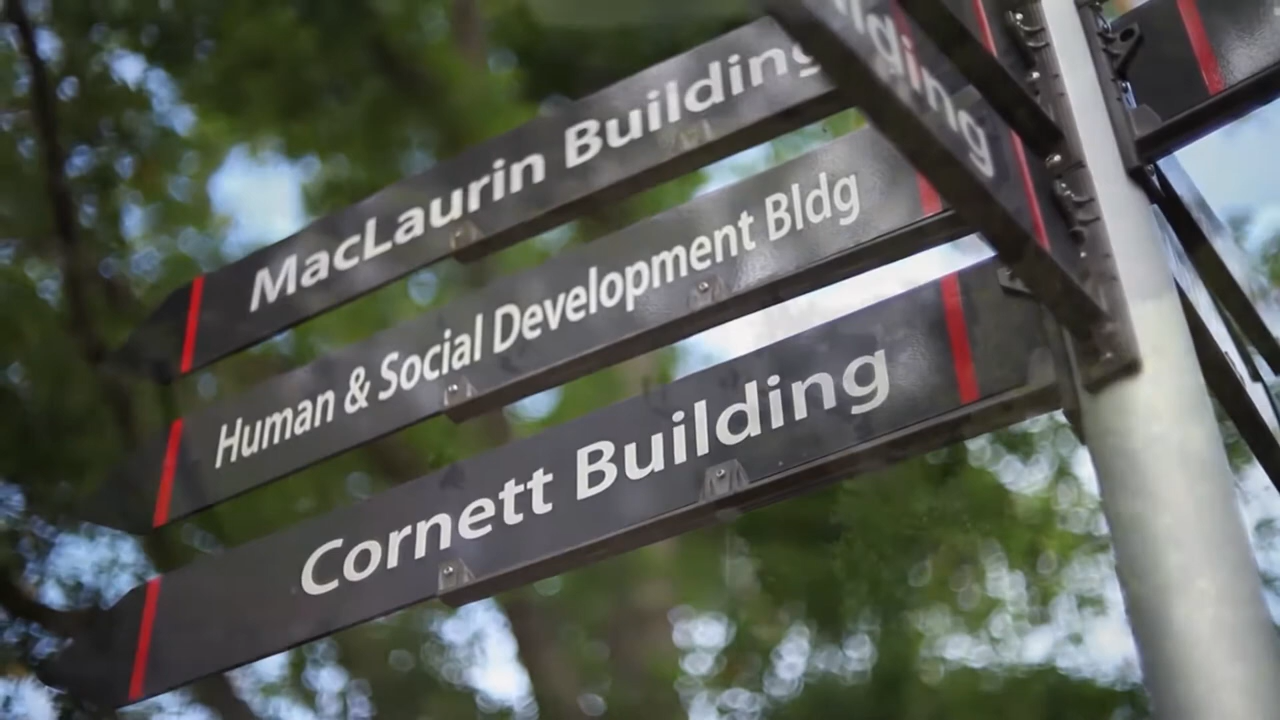 MacLaurin Building
Human & Social Development Bldg
Cornett Building